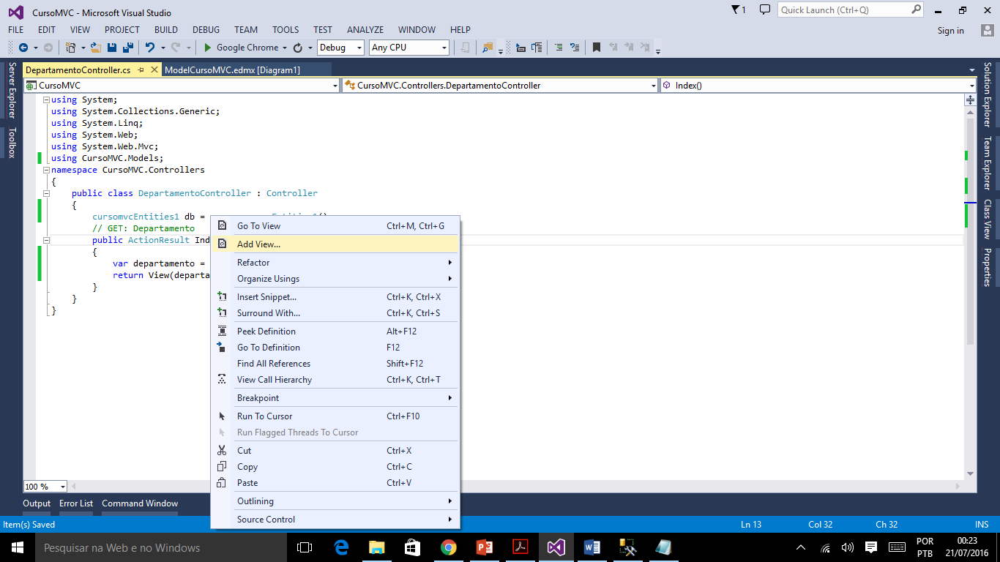 CursoMVC - Microsoft Visual Studio
1
Quick Launch (Ctrl+Q)
FILE EDIT VIEW PROJECT BUILD DEBUG TEAM TOOLS TEST ANALYZE WINDOW HELP
Sign in
Google Chrome Debug Any CPU
DepartamentoController.cs ModelCursoMVC.edmx [Diagram1]
CursoMVC CursoMVC.Controllers.DepartamentoController Index()
Server Explorer
Toolbox
Solution Explorer
Team Explorer
Class View
Properties
using System;
using System.Collections.Generic;
using System.Linq;
using System.Web;
using System.Web.Mvc;
using CursoMVC.Models;
namespace CursoMVC.Controllers
{
public class DepartamentoController : Controller
{
cursomvcEntities1 db =
// GET: Departamento
public ActionResult Ind
{
var departamento =
return View(departa
}
}
}
Go To View Ctrl+M, Ctrl+G
Add View...
Refactor
Organize Usings
Insert Snippet... Ctrl+K, Ctrl+X
Surround With... Ctrl+K, Ctrl+S
Peek Definition Alt+F12
Go To Definition F12
Find All References Shift+F12
View Call Hierarchy Ctrl+K, Ctrl+T
Breakpoint
Run To Cursor Ctrl+F10
Run Flagged Threads To Cursor
Cut Ctrl+X
Copy Ctrl+C
Paste Ctrl+V
Outlining
Source Control
100 %
Output Error List Command Window
Item(s) Saved Ln 13 Col 32 Ch 32 INS
Pesquisar na Web e no Windows
POR
PTB
00:23
21/07/2016